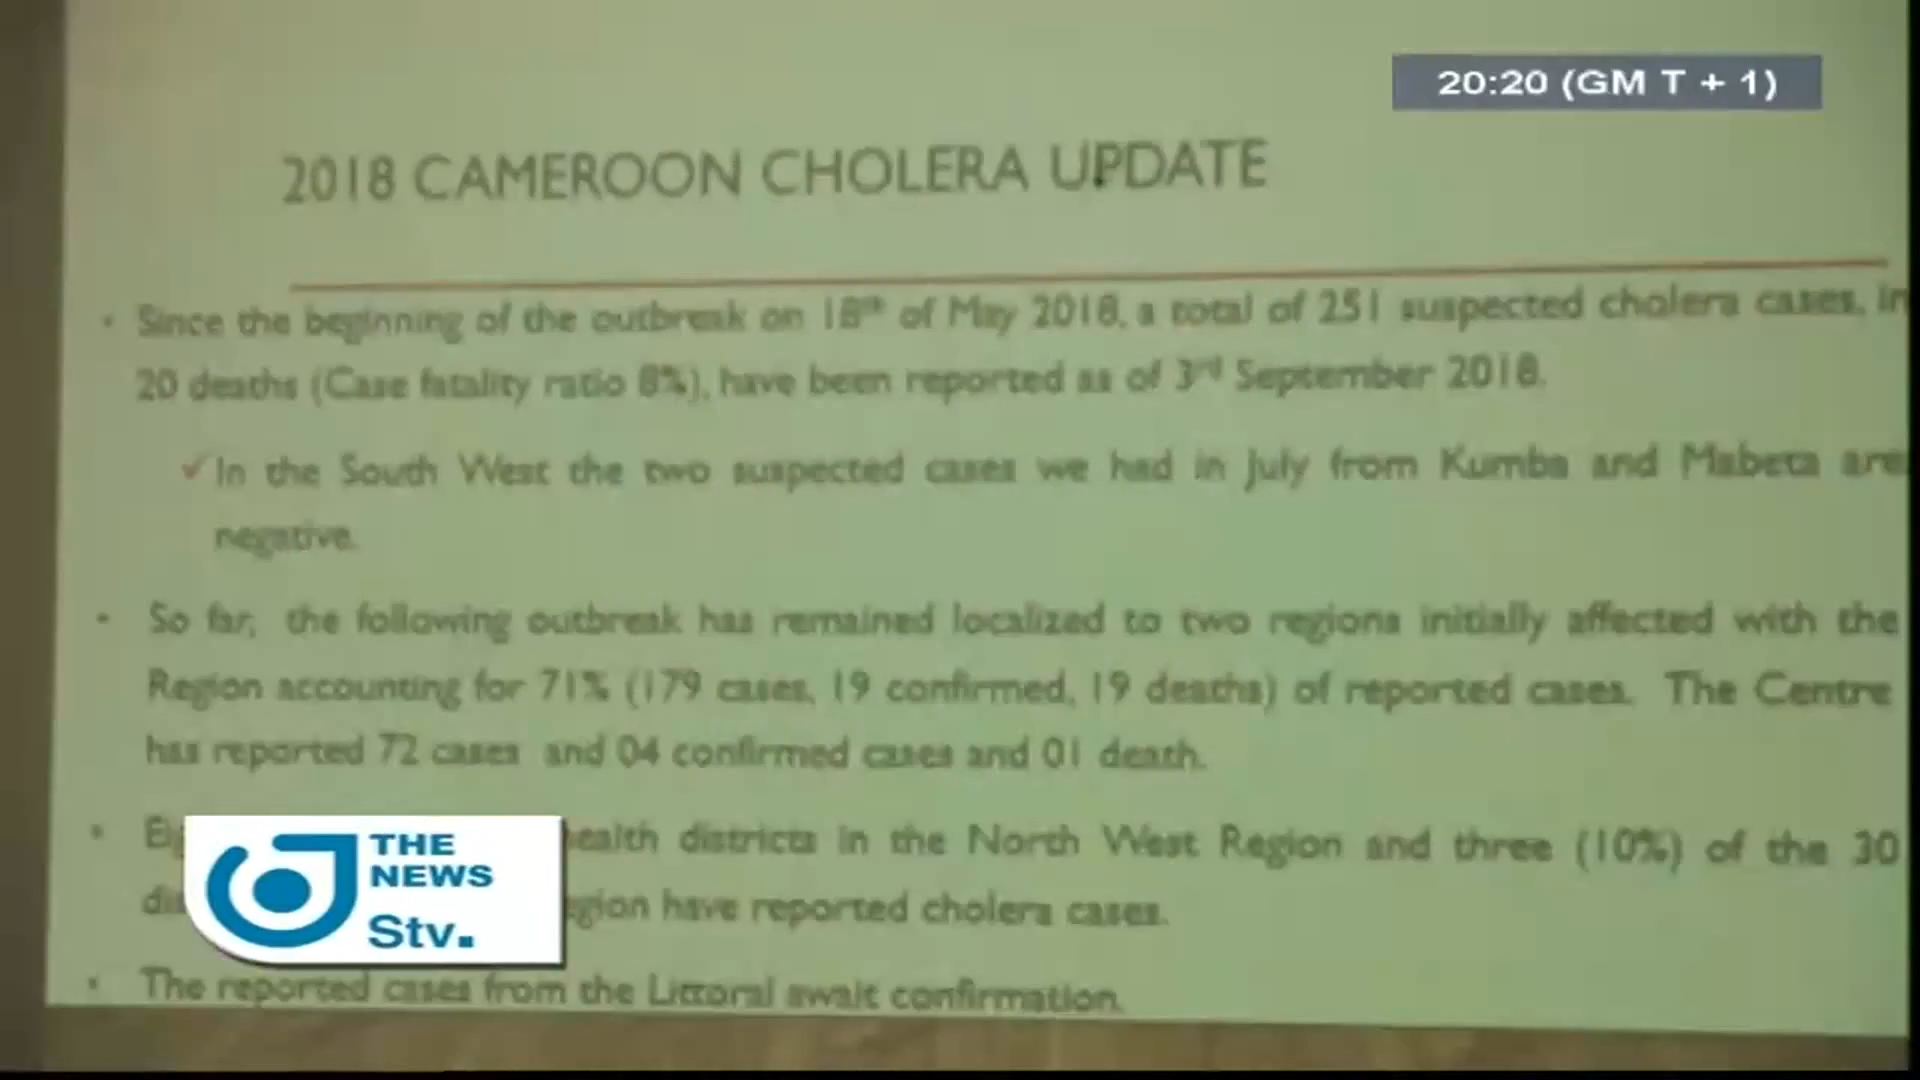 20:20 (GM T + 1)
2018 CAMEROON CHOLERA UPDATE
• Since the beginning of the outbreak on 18th of May 2018, a total of 251 suspected cholera cases, in
20 deaths (Case fatality ratio 8%), have been reported as of 3rd September 2018.
✓ In the South West the two suspected cases we had in July from Kumba and Mabeta are
negative.
• So far, the following outbreak has remained localized to two regions initially affected with the
Region accounting for 71% (179 cases, 19 confirmed, 19 deaths) of reported cases. The Centre
has reported 72 cases and 04 confirmed cases and 01 death.
• districts in the North West Region and three (10%) of the 30
have reported cholera cases.
• The reported cases from the Littoral await confirmation.
THE
NEWS
Stv.